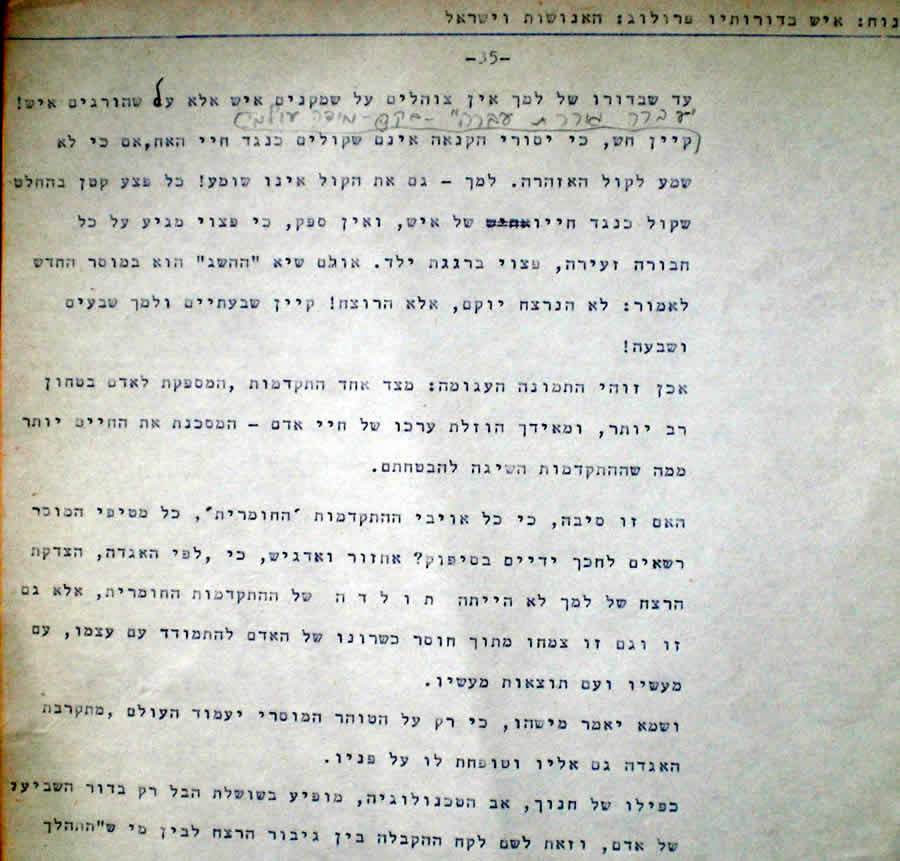 נוח: איש בדורותיו פרולוג: האנושות וישראל
-35-
עד שבדורו של למך אין צוהלים על שמקנים איש אלא על שהורגים איש!
"עברה גוררת עברה"
קיין חש, כי יסורי הקנאה אינם שקולים כנגד חיי האח,אם כי לא
שמע לקול האזהרה. למך - גם את הקול אינו שומע! כל פצע קטן בהחלט
שקול כנגד חייו של איש, ואין ספק, כי פצוי מגיע על כל
חבורה זעירה, פצוי ברגגת ילד. אולם שיא "ההשג" הוא במוסר החדש
לאמור: לא הנרצח יוקם, אלא הרוצח! קיין שבעתיים ולמך שבעים
ושבעה!
אכן זוהי התמונה העגומה: מצד אחד התקדמות ,המספקת לאדם בטחון
רב יותר, ומאידך הוזלת ערכו של חיי אדם - המסכנת את החיים יותר
ממה שההתקדמות השיגה להבטחתם.
האם זו סיבה, כי כל אויבי ההתקדמות "החומרית", כל מטיפי המוסר
רשאים לחכך ידיים בסיפוק? אחזור ואדגיש, כי ,לפי האגדה, הצדקת
הרצח של למך לא הייתה ת ו ל ד ה של ההתקדמות החומרית, אלא גם
זו וגם זו צמחו מתוך חוסר כשרונו של האדם להתמודד עם עצמו, עם
מעשיו ועם תוצאות מעשיו.
ושמא יאמר מישהו, כי רק על הטוהר המוסרי יעמוד העולם ,מתקרבת
האגדה גם אליו וטופחת לו על פניו.
כפילו של חנוך, אב הטכנולוגיה, מופיע בשושלת הבל רק בדור השביעי
של אדם, וזאת לשם לקח ההקבלה בין גיבור הרצח לבין מי ש"התהלך